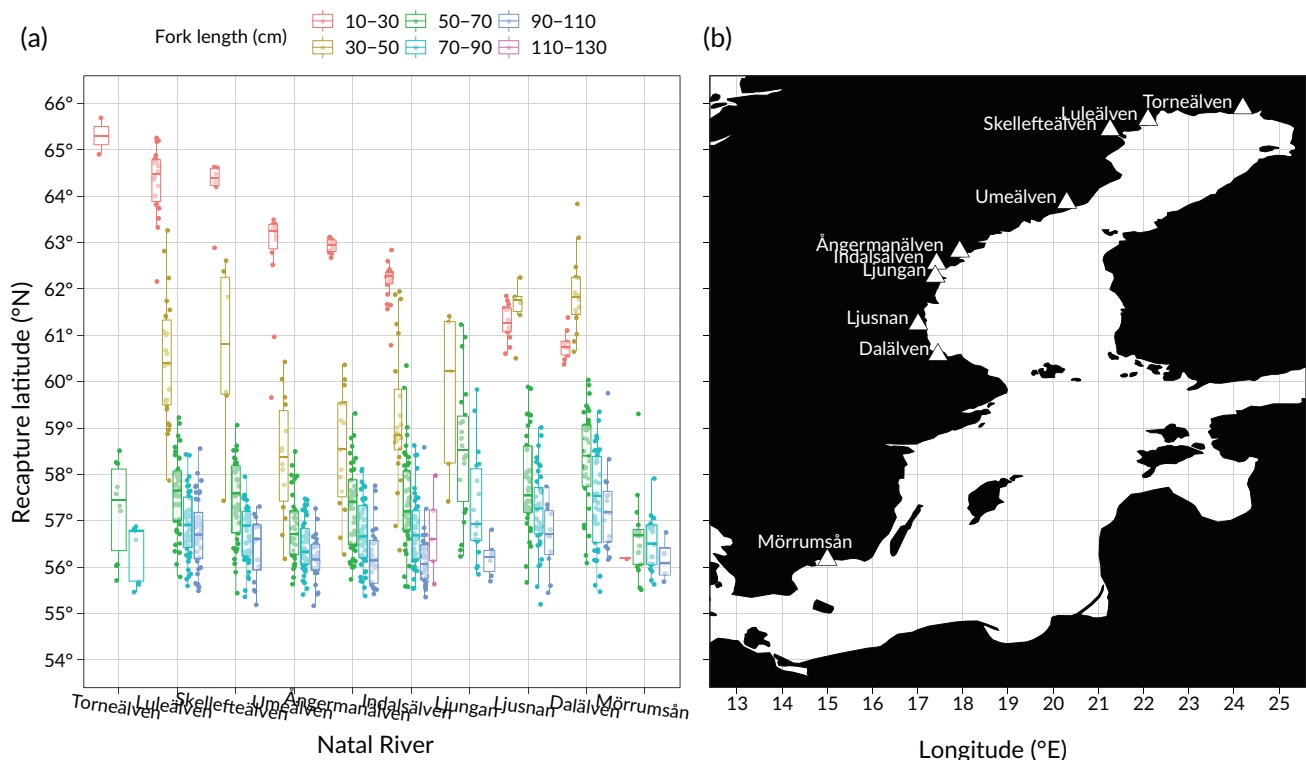 (a)
Fork length (cm)
10–30
50–70
90–110
30–50
70–90
110–130
66°
65°
64°
63°
62°
61°
60°
59°
58°
57°
56°
55°
54°
Recapture latitude (°N)
Torneälven
Luleälven
Skellefteälven
Umeälven
Ångermanälven
Indalsälven
Ljungan
Ljusnan
Dalälven
Mörrumsån
Natal River
(b)
Torneälven
Luleälven
Skellefteälven
Umeälven
Ångermanälven
Indalsälven
Ljungan
Ljusnan
Dalälven
Mörrumsån
13 14 15 16 17 18 19 20 21 22 23 24 25
Longitude (°E)